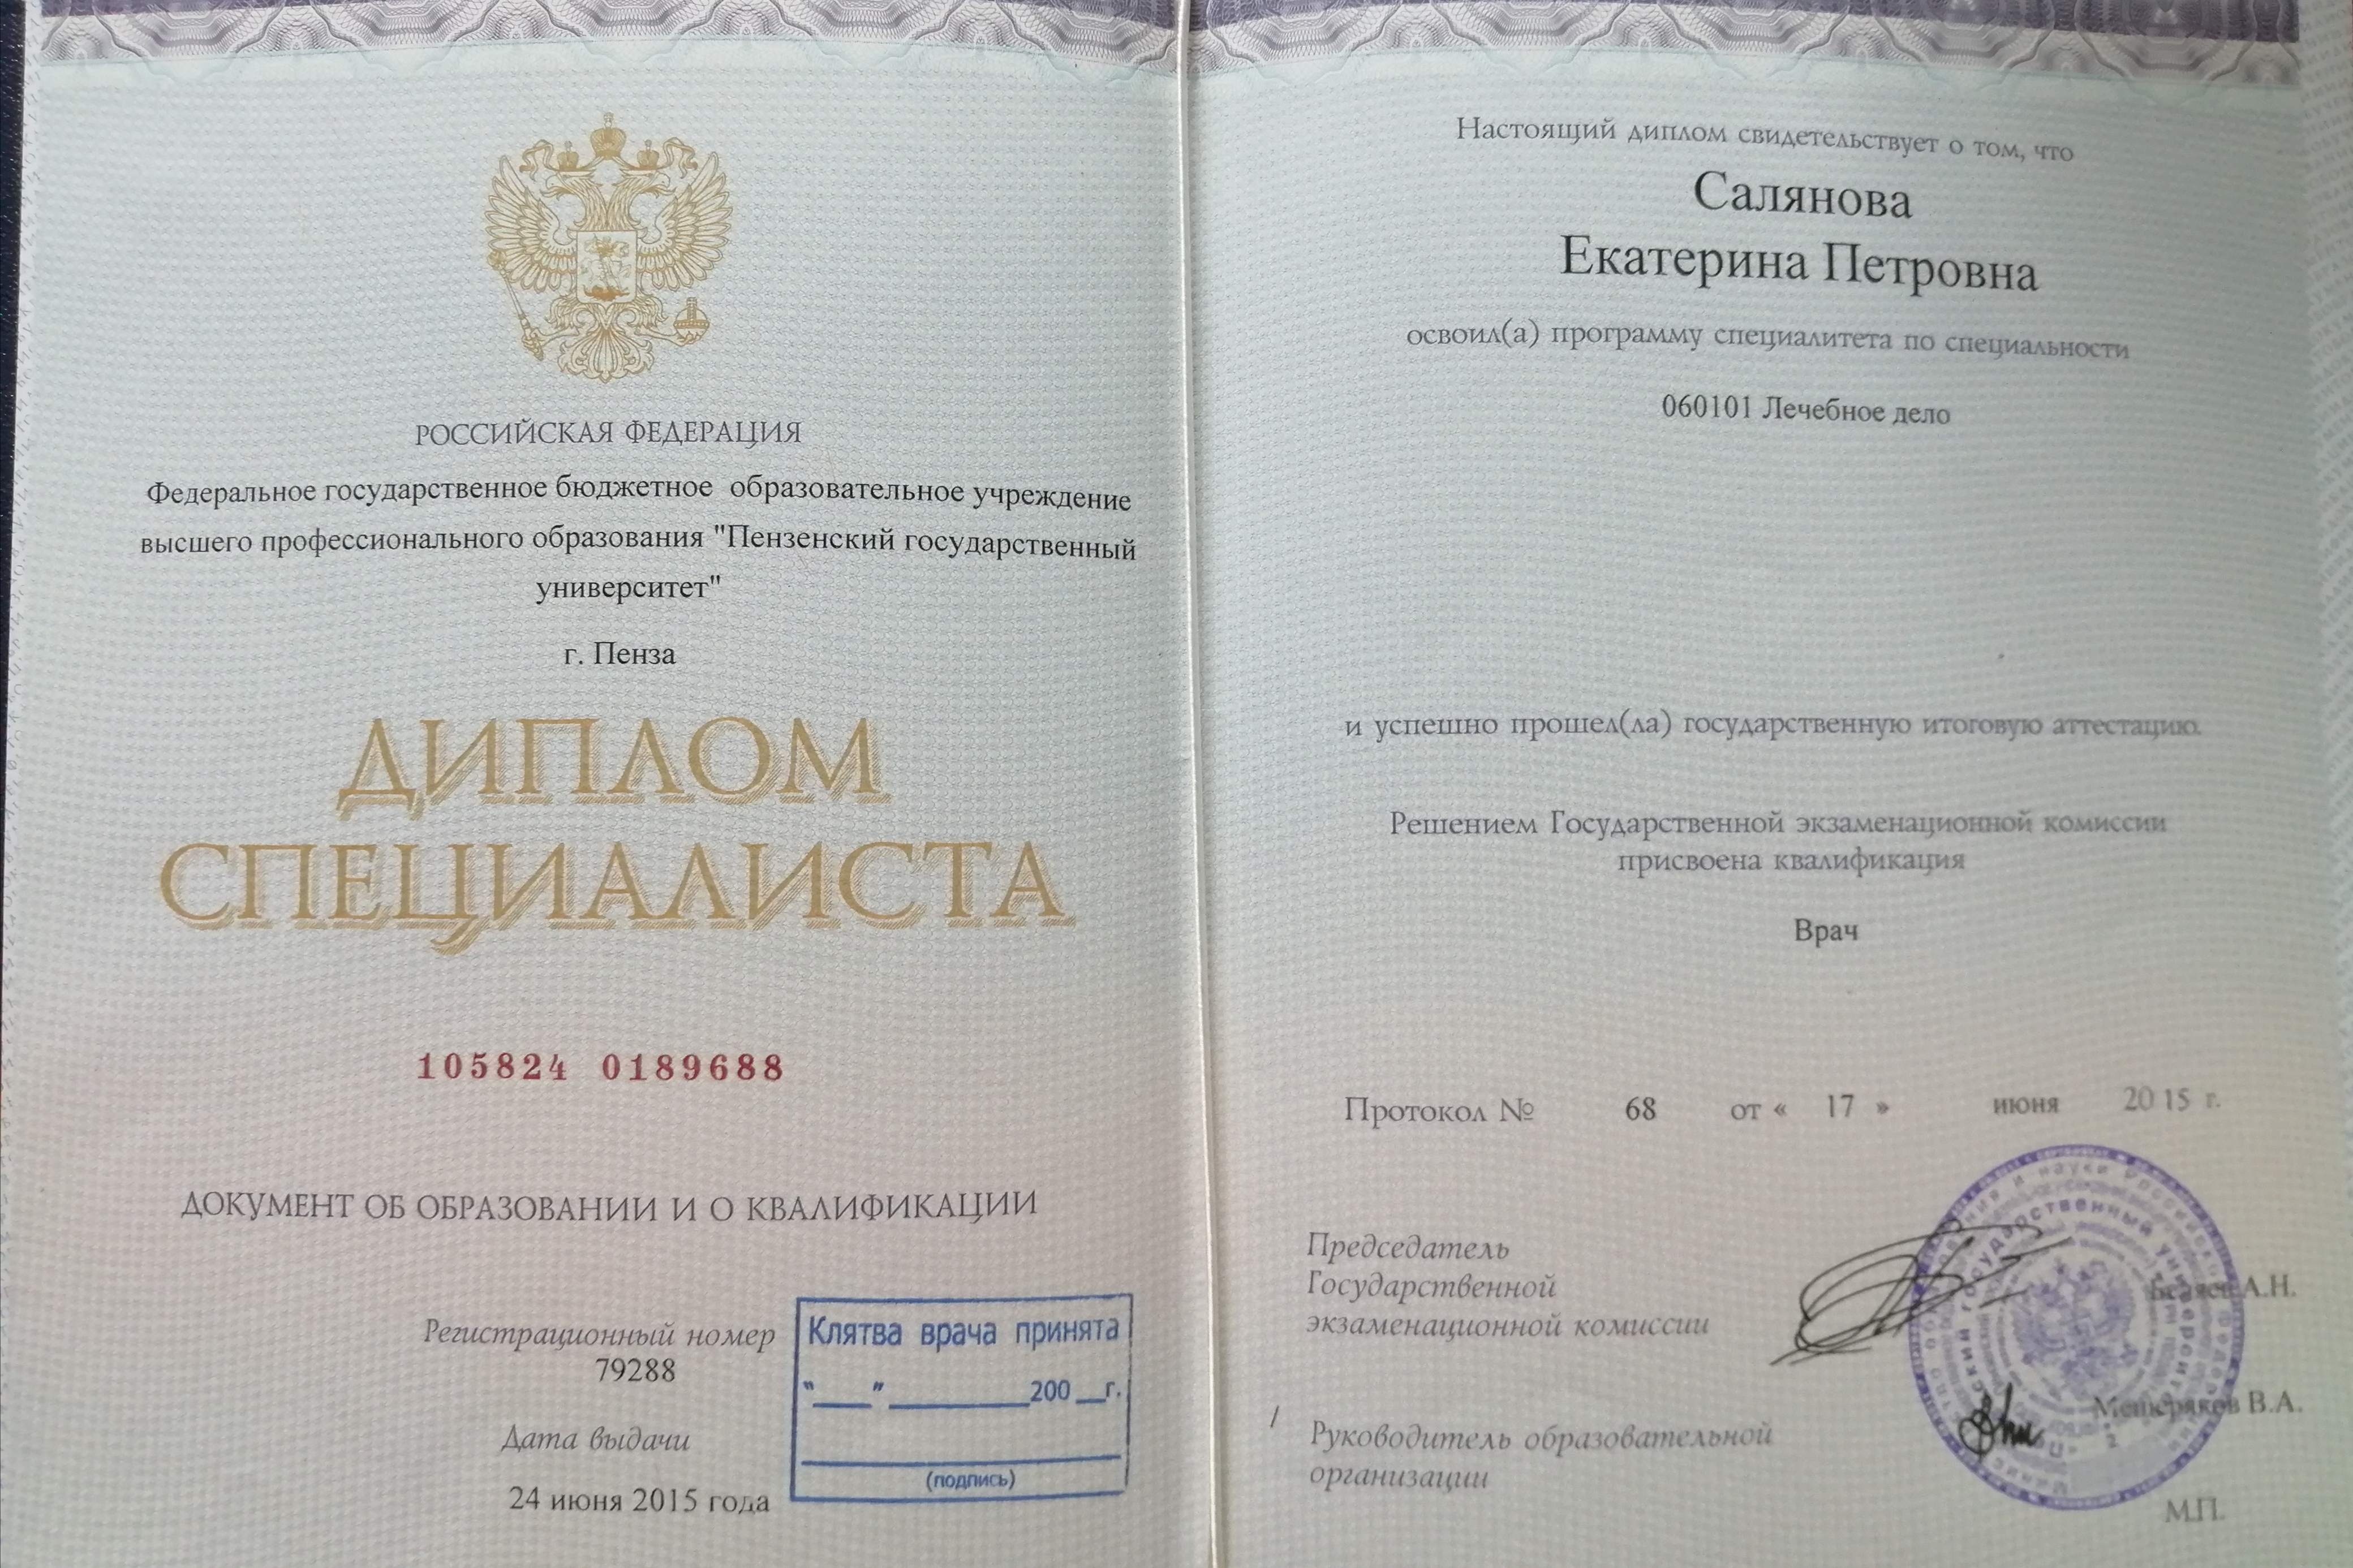 РОССИЙСКАЯ ФЕДЕРАЦИЯ
Федеральное государственное бюджетное образовательное учреждение
высшего профессионального образования "Пензенский государственный
университет"
г. Пенза
ДИПЛОМ
СПЕЦИАЛИСТА
105824 0189688
ДОКУМЕНТ ОБ ОБРАЗОВАНИИ И О КВАЛИФИКАЦИИ
Регистрационный номер
79288
Дата выдачи
24 июня 2015 года
Клятва врача принята
"___" ________200__г.
(подпись)
Настоящий диплом свидетельствует о том, что
Салянова
Екатерина Петровна
освоил(а) программу специалитета по специальности
060101 Лечебное дело
и успешно прошел(ла) государственную итоговую аттестацию.
Решением Государственной экзаменационной комиссии
присвоена квалификация
Врач
Протокол № 68 от « 17 » июня 2015 г.
Председатель
Государственной
экзаменационной комиссии
Беляев А.Н.
Руководитель образовательной
организации
Мещеряков В.А.
государственный университет
М.П.